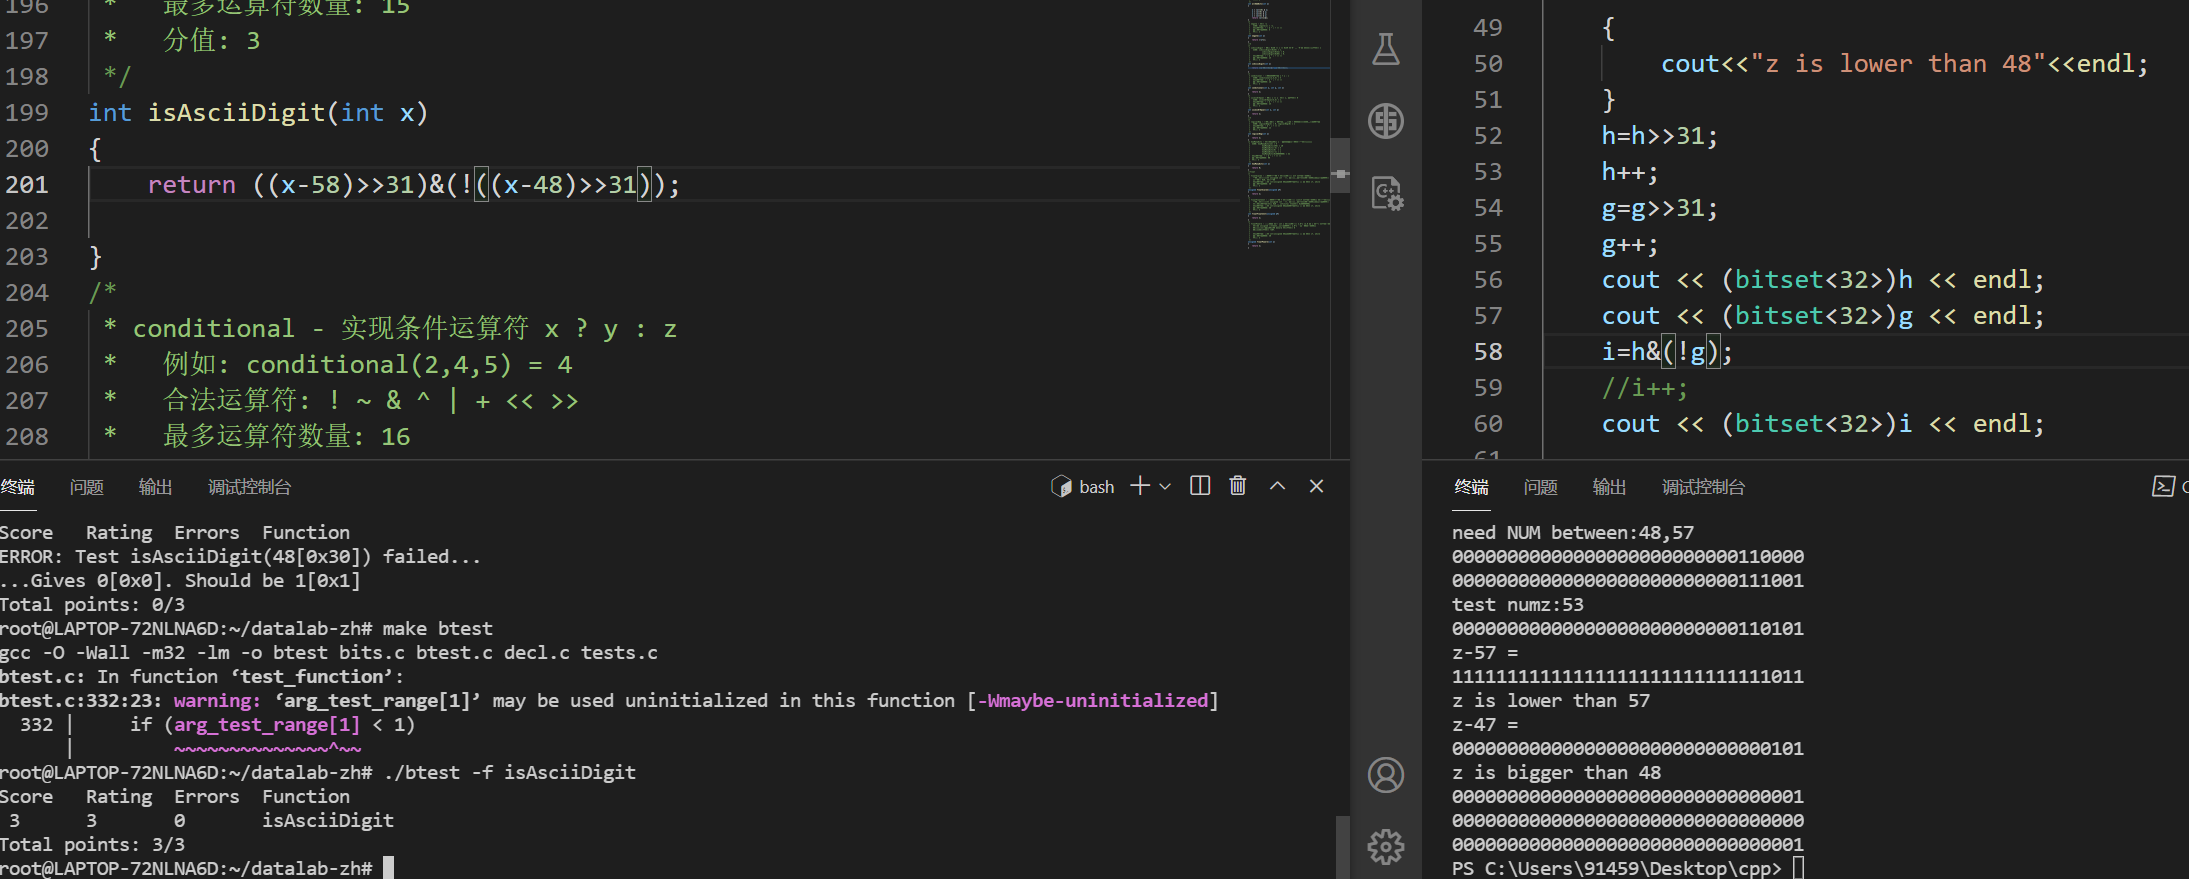 196 *   最多运算符数量: 15
197 *   分值: 3
198 */
199 int isAsciiDigit(int x)
200 {
201     return ((x-58)>>31)&(!((x-48)>>31));
202
203 }
204 /*
205 * conditional - 实现条件运算符 x ? y : z
206 *   例如: conditional(2,4,5) = 4
207 *   合法运算符: ! ~ & ^ | + << >>
208 *   最多运算符数量: 16
终端 问题 输出 调试控制台
bash
Score   Rating  Errors  Function
ERROR: Test isAsciiDigit(48[0x30]) failed...
...Gives 0[0x0]. Should be 1[0x1]
Total points: 0/3
root@LAPTOP-72NLNA6D:~/datalab-zh# make btest
gcc -O -Wall -m32 -lm -o btest bits.c btest.c decl.c tests.c
btest.c: In function ‘test_function’:
btest.c:332:23: warning: ‘arg_test_range[1]’ may be used uninitialized in this function [-Wmaybe-uninitialized]
332 |     if (arg_test_range[1] < 1)
|         ~~~~~~~~~~~~~~^~~
root@LAPTOP-72NLNA6D:~/datalab-zh# ./btest -f isAsciiDigit
Score   Rating  Errors  Function
3       3       0       isAsciiDigit
Total points: 3/3
root@LAPTOP-72NLNA6D:~/datalab-zh#
49 {
50     cout<<"z is lower than 48"<<endl;
51 }
52 h=h>>31;
53 h++;
54 g=g>>31;
55 g++;
56 cout << (bitset<32>)h << endl;
57 cout << (bitset<32>)g << endl;
58 i=h&(!g);
59 //i++;
60 cout << (bitset<32>)i << endl;
61
终端 问题 输出 调试控制台
need NUM between:48,57
00000000000000000000000000110000
00000000000000000000000000111001
test numz:53
00000000000000000000000000110101
z-57 =
11111111111111111111111111111011
z is lower than 57
z-47 =
00000000000000000000000000000101
z is bigger than 48
00000000000000000000000000000001
00000000000000000000000000000000
00000000000000000000000000000001
PS C:\Users\91459\Desktop\cpp>